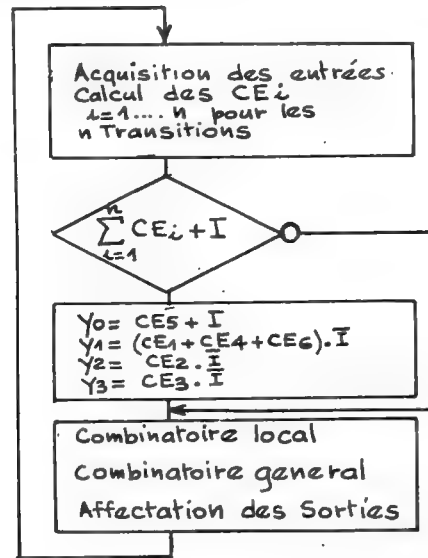 Acquisition des entrées
Calcul des CEi
i=1....n pour les
n Transitions
n
∑ CEi + I
i=1
Y0= CE5 + I
Y1= (CE1+CE4+CE6).Ī
Y2= CE2.Ī
Y3= CE3.Ī
Combinatoire local
Combinatoire general
Affectation des Sorties